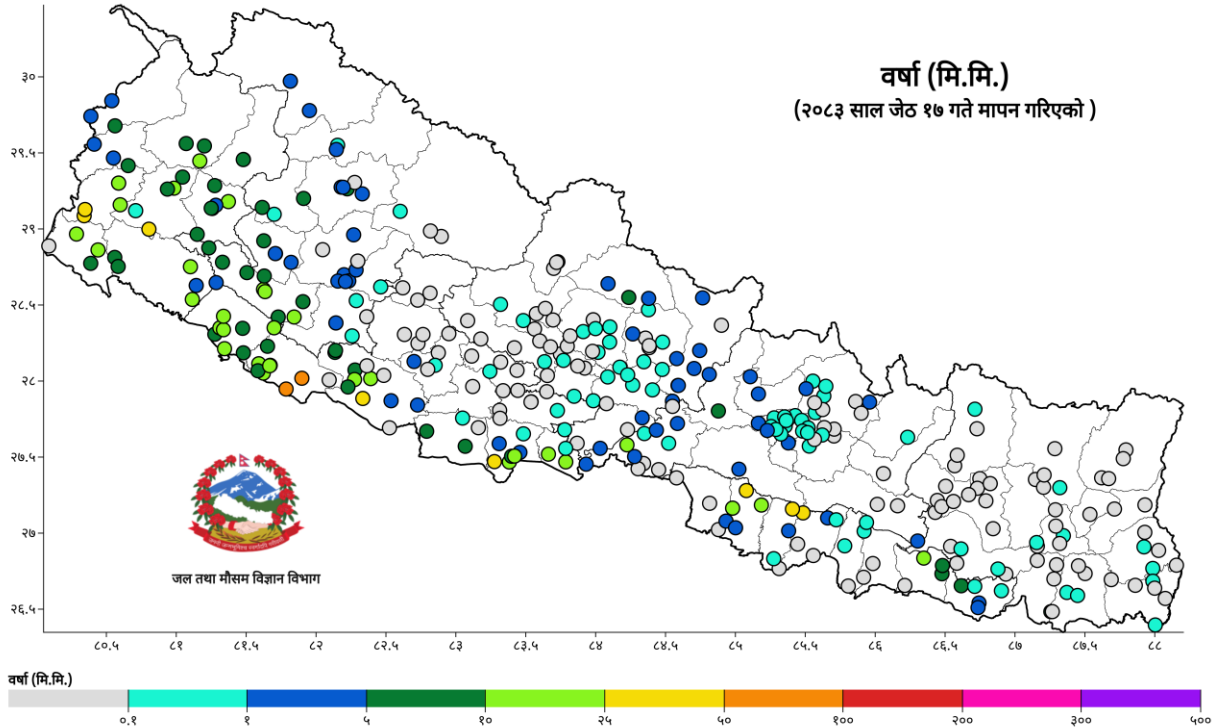 वर्षा (मि.मि.)
(२०८३ साल जेठ १७ गते मापन गरिएको )
३०
२९.५
२९
२८.५
२८
२७.५
२७
२६.५
जल तथा मौसम विज्ञान विभाग
८०.५ ८१ ८१.५ ८२ ८२.५ ८३ ८३.५ ८४ ८४.५ ८५ ८५.५ ८६ ८६.५ ८७ ८७.५ ८८
वर्षा (मि.मि.)
०.१ १ ५ १० २५ ५० १०० २०० ३०० ५००